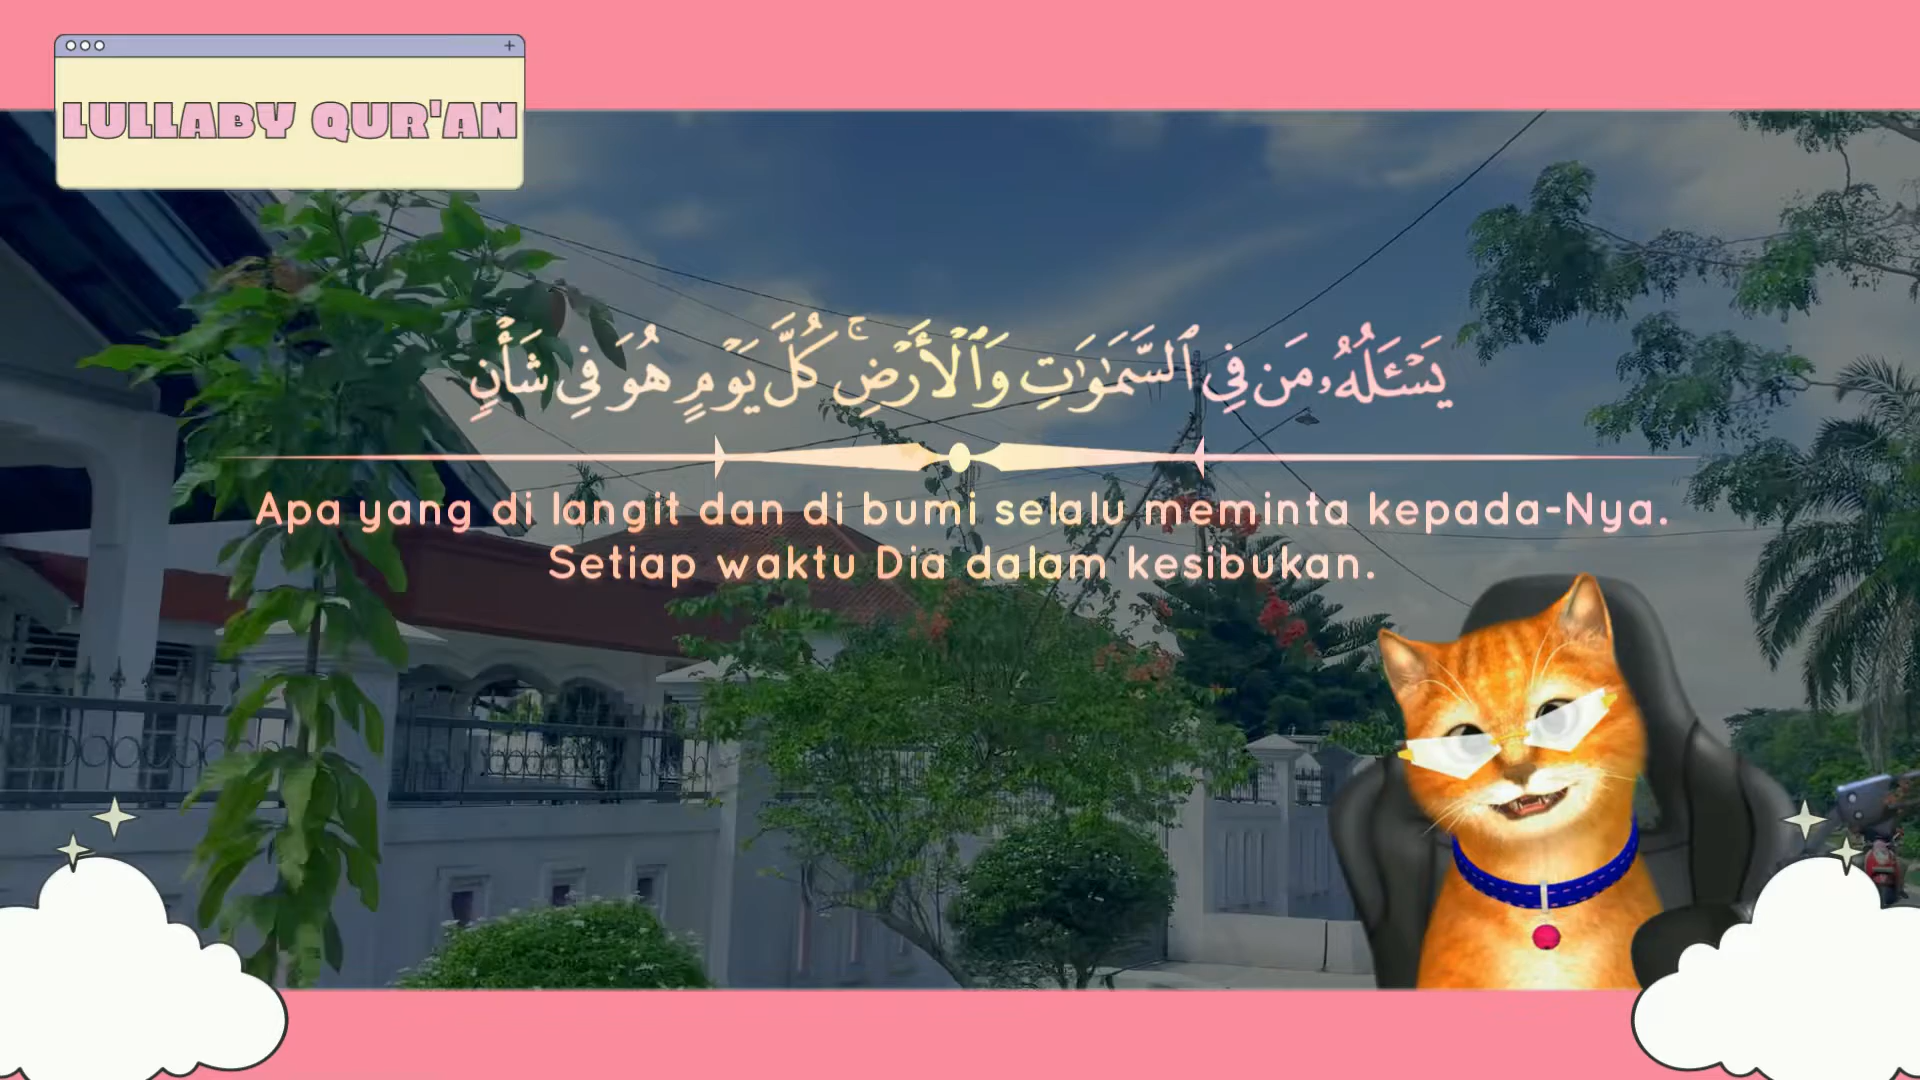 LULLABY QUR'AN
يَسْـَٔلُهُۥ مَن فِي ٱلسَّمَٰوَٰتِ وَٱلْأَرْضِ ۚ كُلَّ يَوْمٍ هُوَ فِي شَأْنٍ
Apa yang di langit dan di bumi selalu meminta kepada-Nya.
Setiap waktu Dia dalam kesibukan.